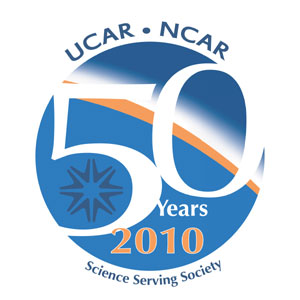 UCAR • NCAR
50
Years
2010
Science Serving Society